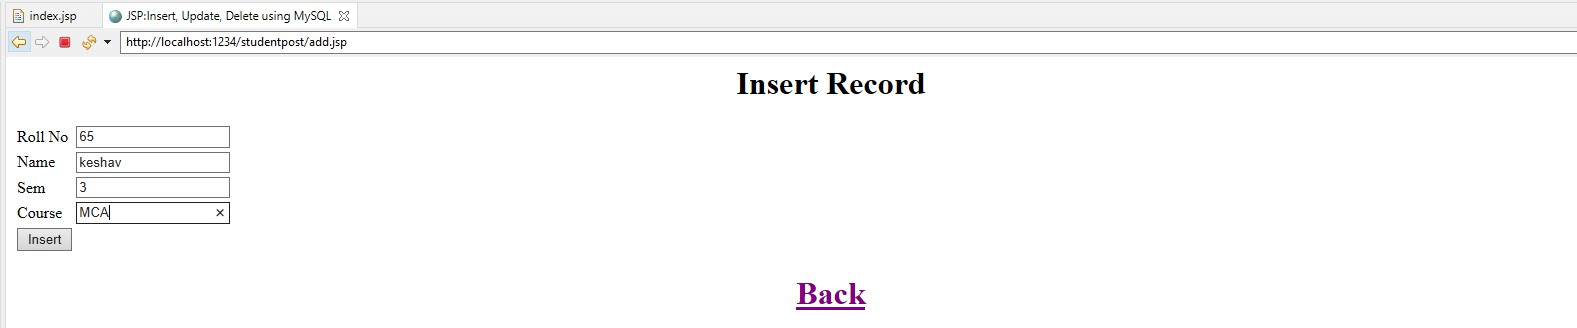 index.jsp JSP:Insert, Update, Delete using MySQL
http://localhost:1234/studentpost/add.jsp
Insert Record
Roll No 65
Name keshav
Sem 3
Course MCA
Insert
Back